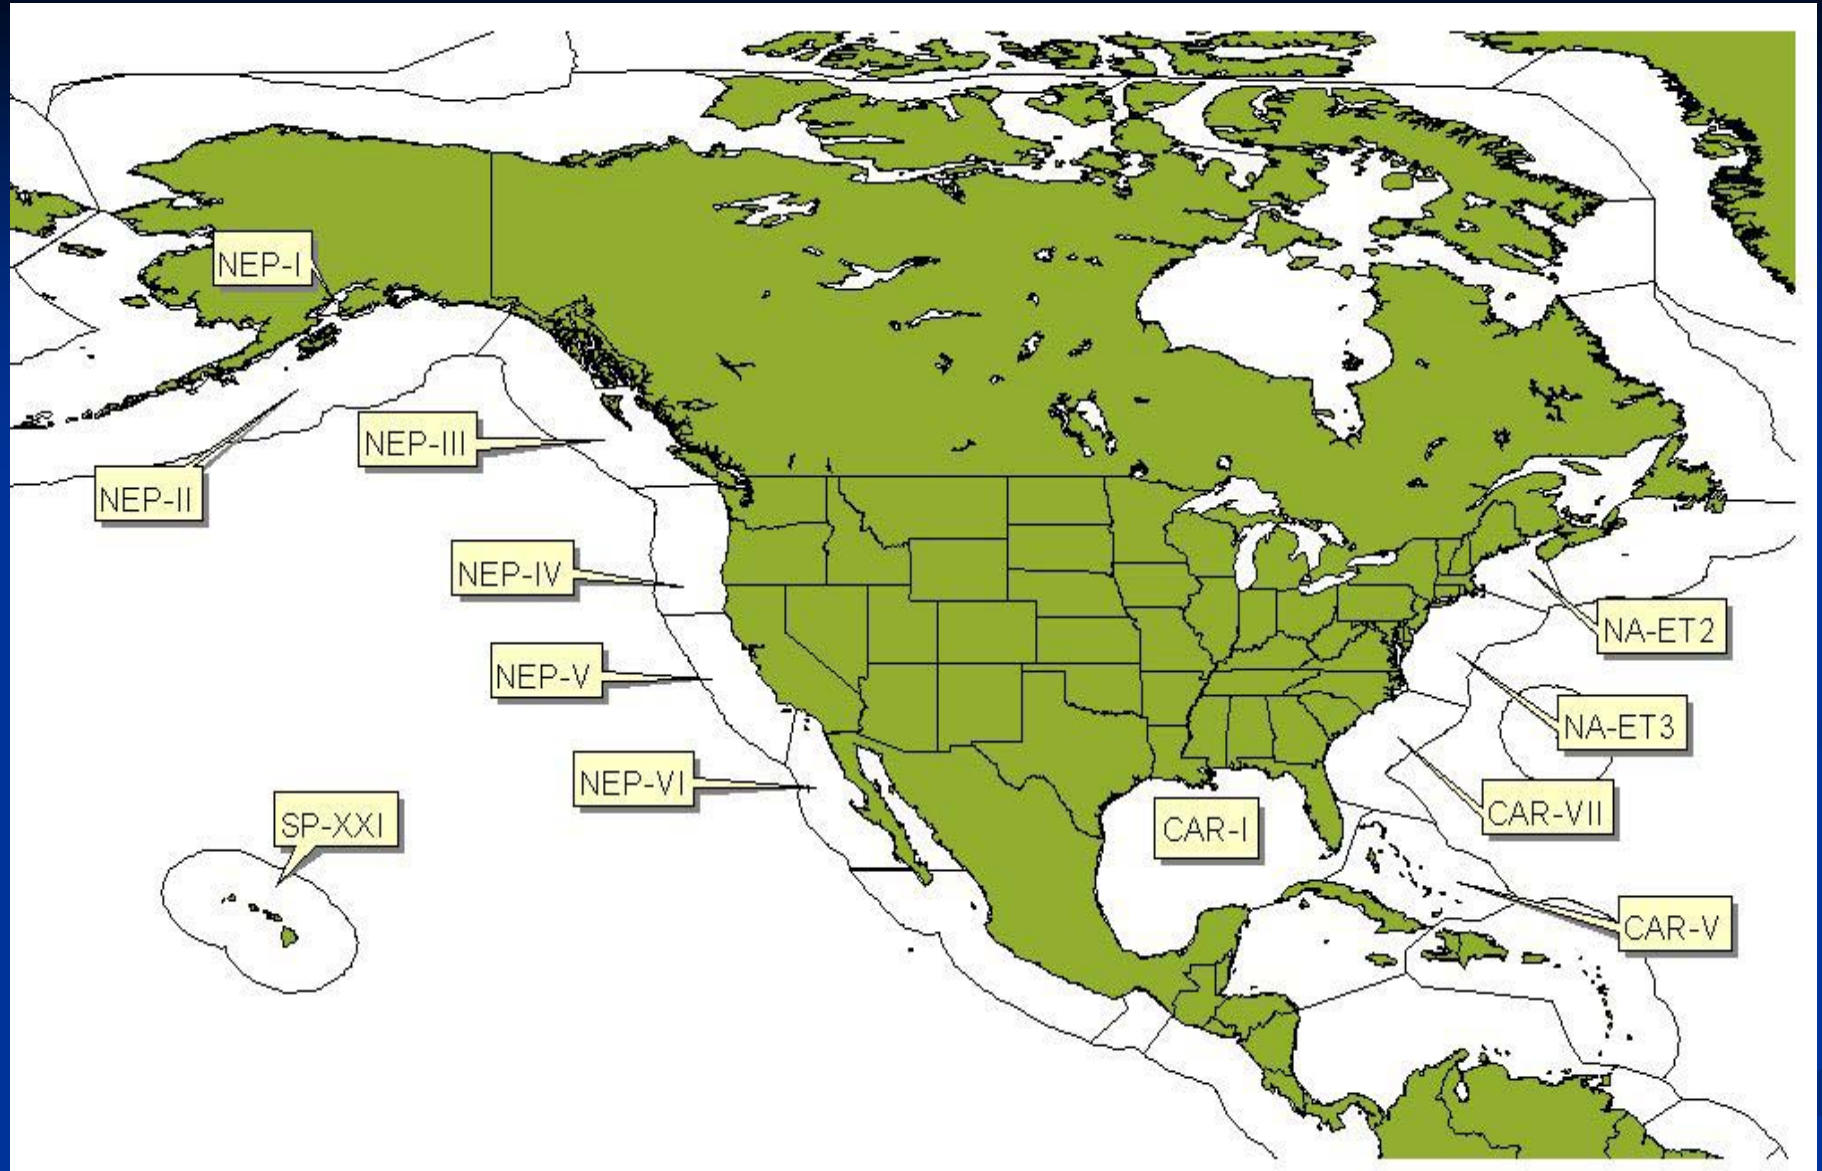 NEP-I
NEP-III
NEP-II
NEP-IV
NA-ET2
NEP-V
NA-ET3
NEP-VI
SP-XXI
CAR-VII
CAR-I
CAR-V